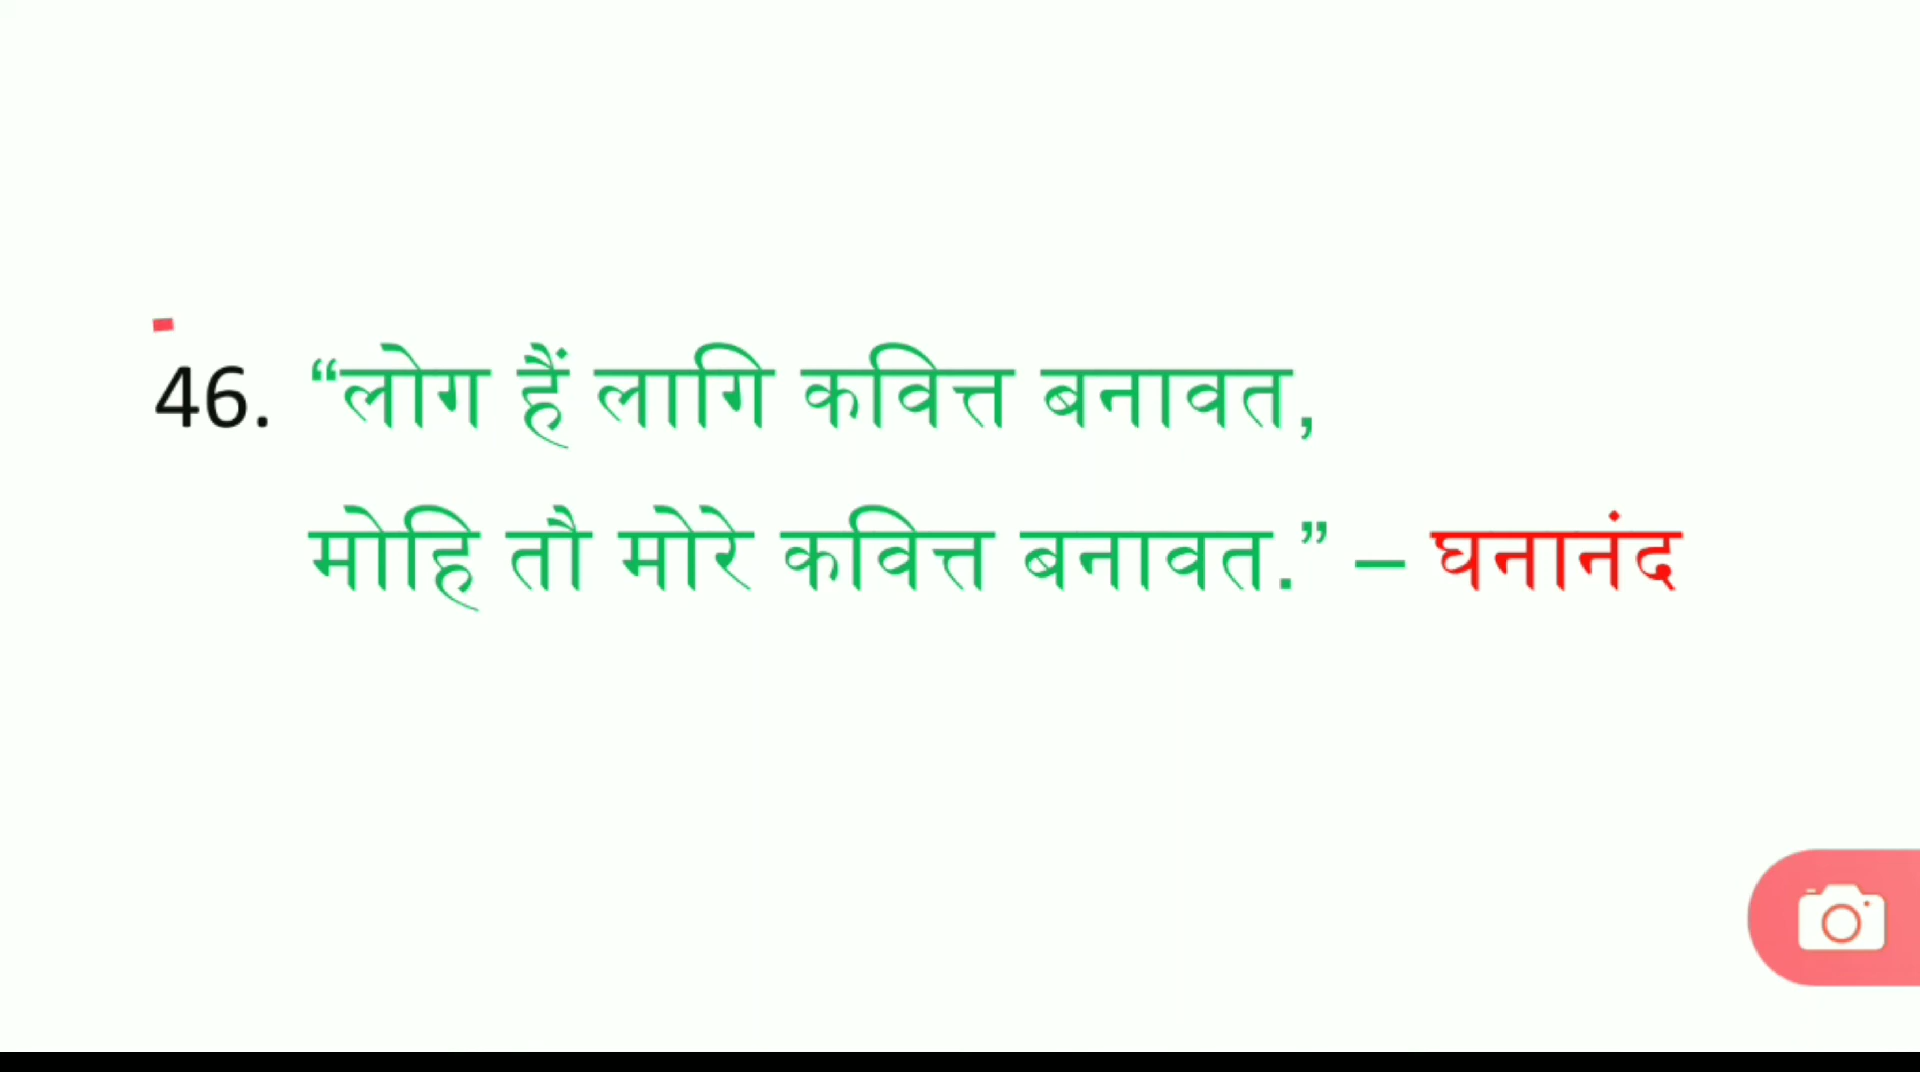 46. “लोग हैं लागि कवित्त बनावत,
मोहि तौ मोरे कवित्त बनावत.” – घनानंद